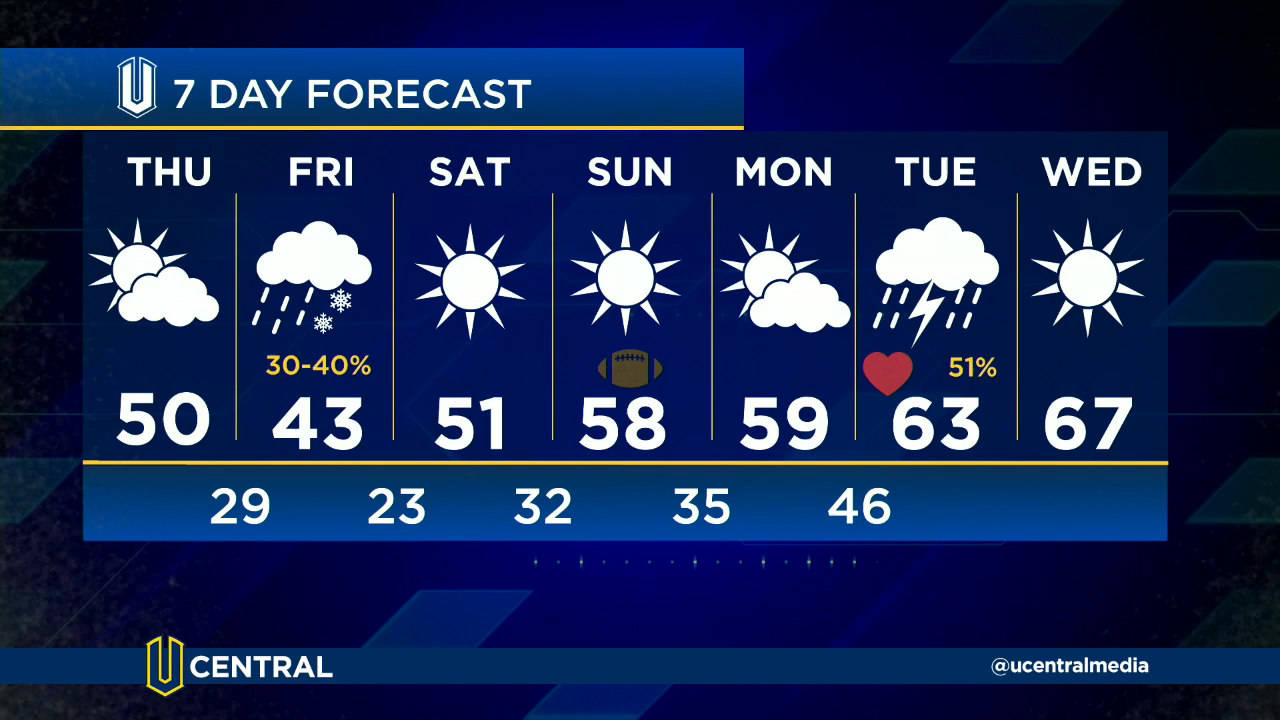 7 DAY FORECAST
THU FRI SAT SUN MON TUE WED
30-40% 51%
50 43 51 58 59 63 67
29 23 32 35 46
U CENTRAL
@ucentralmedia